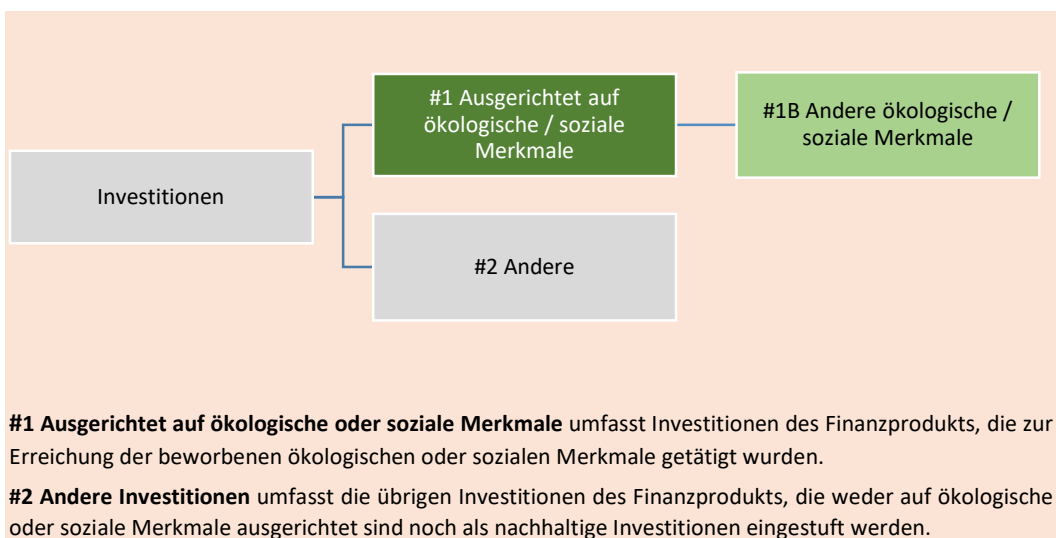 #1 Ausgerichtet auf
ökologische / soziale
Merkmale
#1B Andere ökologische /
soziale Merkmale
Investitionen
#2 Andere
#1 Ausgerichtet auf ökologische oder soziale Merkmale umfasst Investitionen des Finanzprodukts, die zur
Erreichung der beworbenen ökologischen oder sozialen Merkmale getätigt wurden.
#2 Andere Investitionen umfasst die übrigen Investitionen des Finanzprodukts, die weder auf ökologische
oder soziale Merkmale ausgerichtet sind noch als nachhaltige Investitionen eingestuft werden.